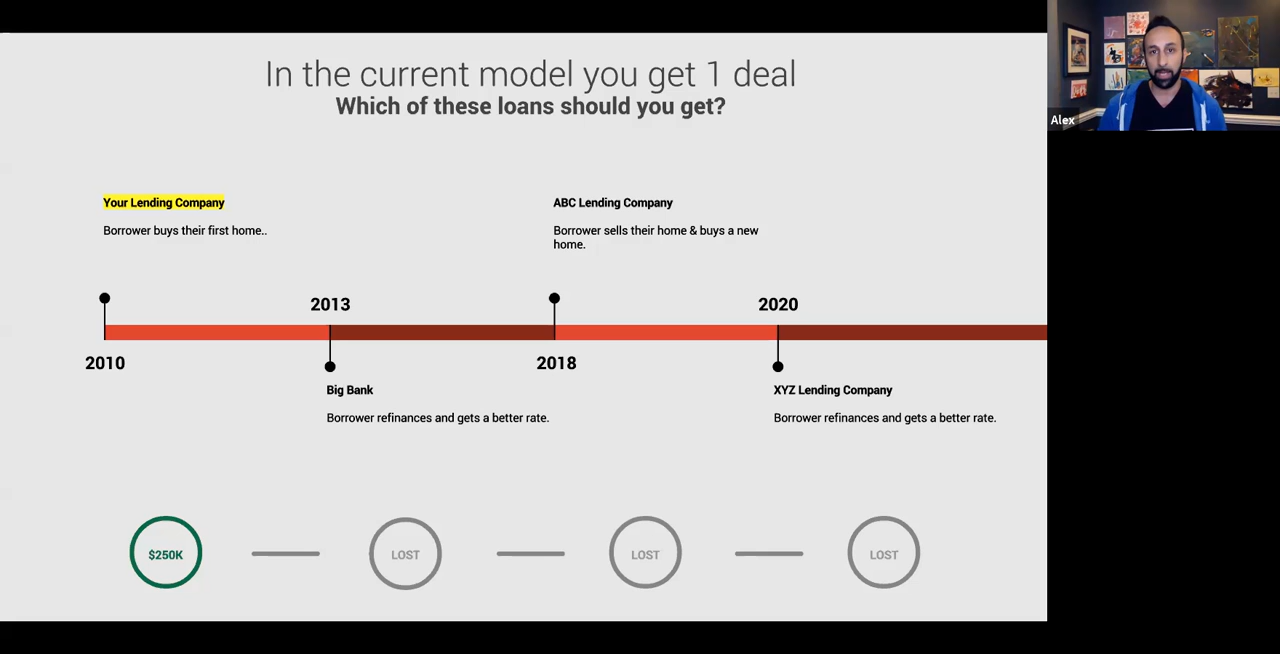 In the current model you get 1 deal
Which of these loans should you get?
Alex
Your Lending Company
Borrower buys their first home..
ABC Lending Company
Borrower sells their home & buys a new
home.
2013
2020
2010
2018
Big Bank
Borrower refinances and gets a better rate.
XYZ Lending Company
Borrower refinances and gets a better rate.
$250K
LOST
LOST
LOST